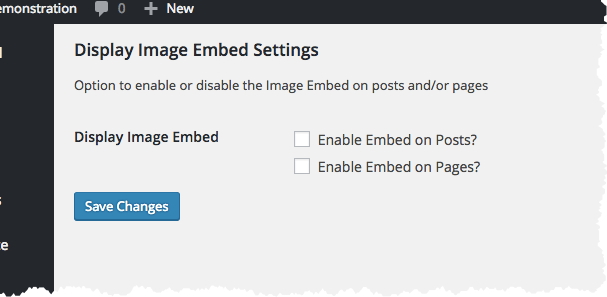 emonstration 0 New
Display Image Embed Settings
Option to enable or disable the Image Embed on posts and/or pages
Display Image Embed
Enable Embed on Posts?
Enable Embed on Pages?
Save Changes